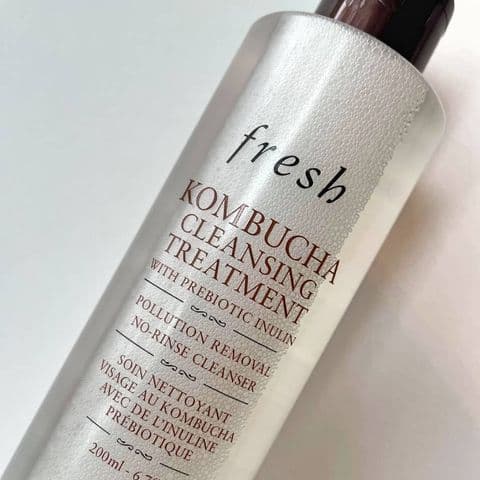 fresh
KOMBUCHA
CLEANSING
TREATMENT
WITH PREBIOTIC INULIN
POLLUTION REMOVAL
NO-RINSE CLEANSER
SOIN NETTOYANT
VISAGE AU KOMBUCHA
AVEC DE L'INULINE
PRÉBIOTIQUE
200ml -